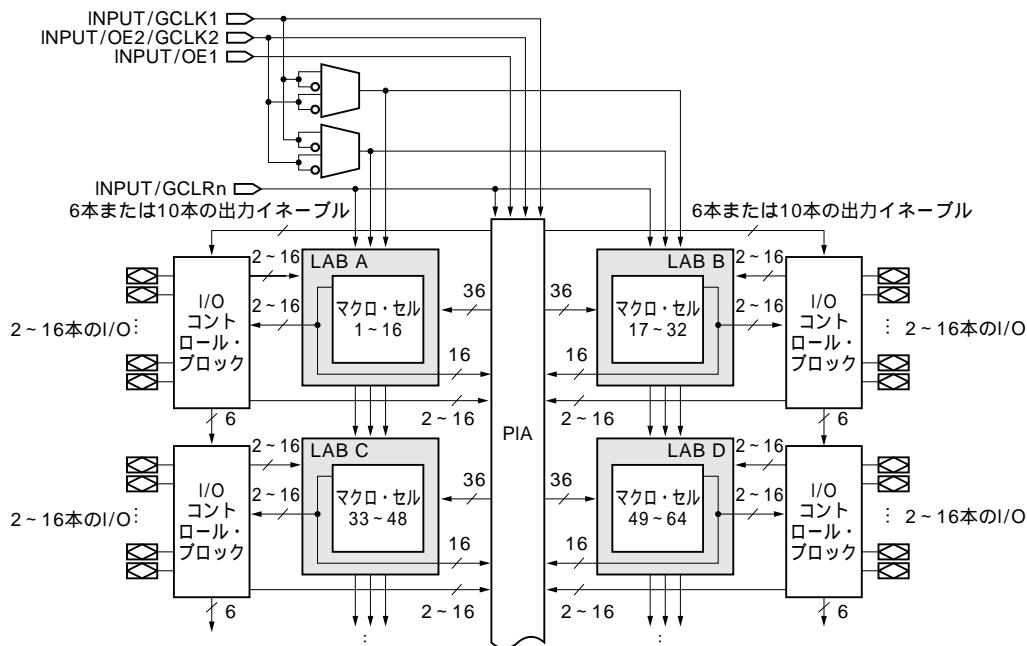 INPUT/GCLK1
INPUT/OE2/GCLK2
INPUT/OE1
INPUT/GCLRn
6本または10本の出力イネーブル
6本または10本の出力イネーブル
I/O
コント
ロール・
ブロック
2~16本のI/O
2~16
2~16
LAB A
マクロ・セル
1~16
16
36
2~16
6
PIA
36
LAB B
マクロ・セル
17~32
16
2~16
2~16
2~16
I/O
コント
ロール・
ブロック
2~16本のI/O
6
I/O
コント
ロール・
ブロック
2~16本のI/O
2~16
2~16
LAB C
マクロ・セル
33~48
16
36
2~16
6
36
LAB D
マクロ・セル
49~64
16
2~16
2~16
2~16
I/O
コント
ロール・
ブロック
2~16本のI/O
6